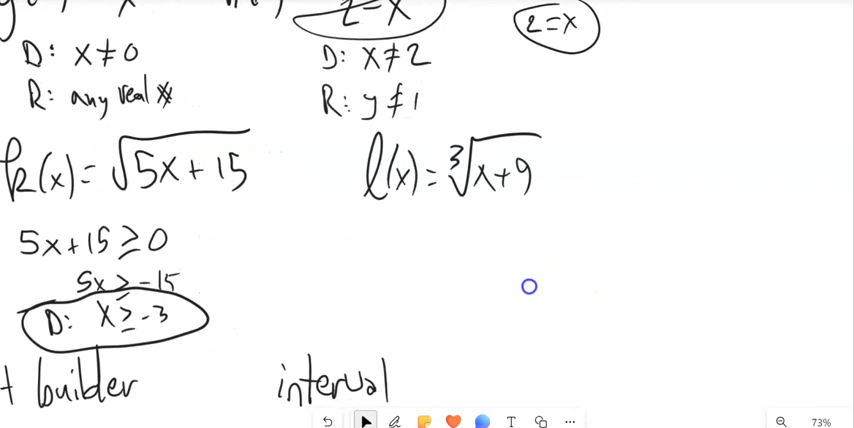 2=x
2=x
D: x≠0
D: x≠2
R: any real #
R: y≠1
k(x)=√5x+15
l(x)=³√x+9
5x+15≥0
5x≥-15
D: x≥-3
t builder
interval
T
...
73%